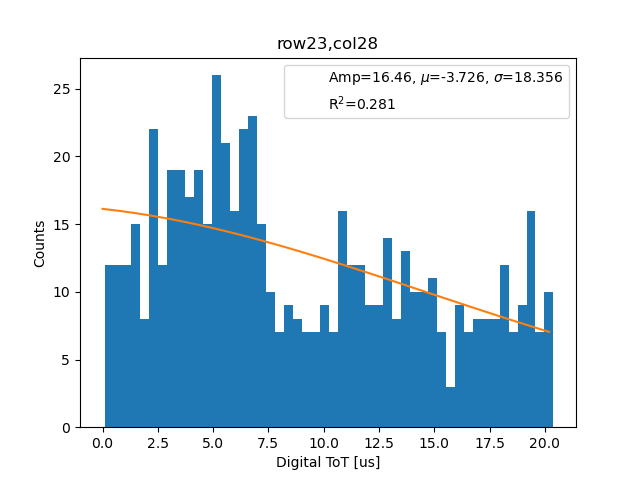 row23,col28
Amp=16.46, μ=-3.726, σ=18.356
R²=0.281
25
20
15
10
5
0
Counts
0.0 2.5 5.0 7.5 10.0 12.5 15.0 17.5 20.0
Digital ToT [us]